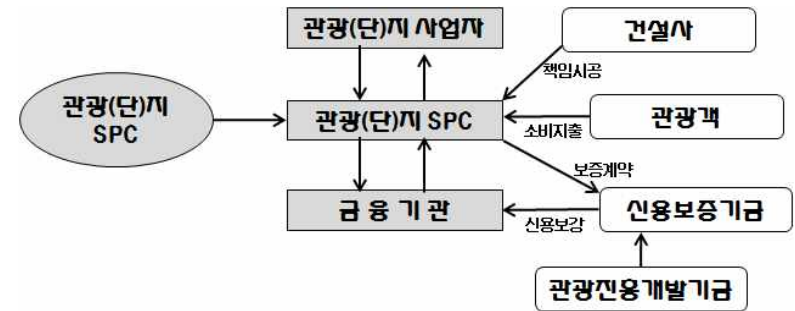 관광(단)지 사업자
건설사
책임시공
관광(단)지
SPC
관광(단)지 SPC
소비지출
관광객
보증계약
금 융 기 관
신용보강
신용보증기금
관광진흥개발기금